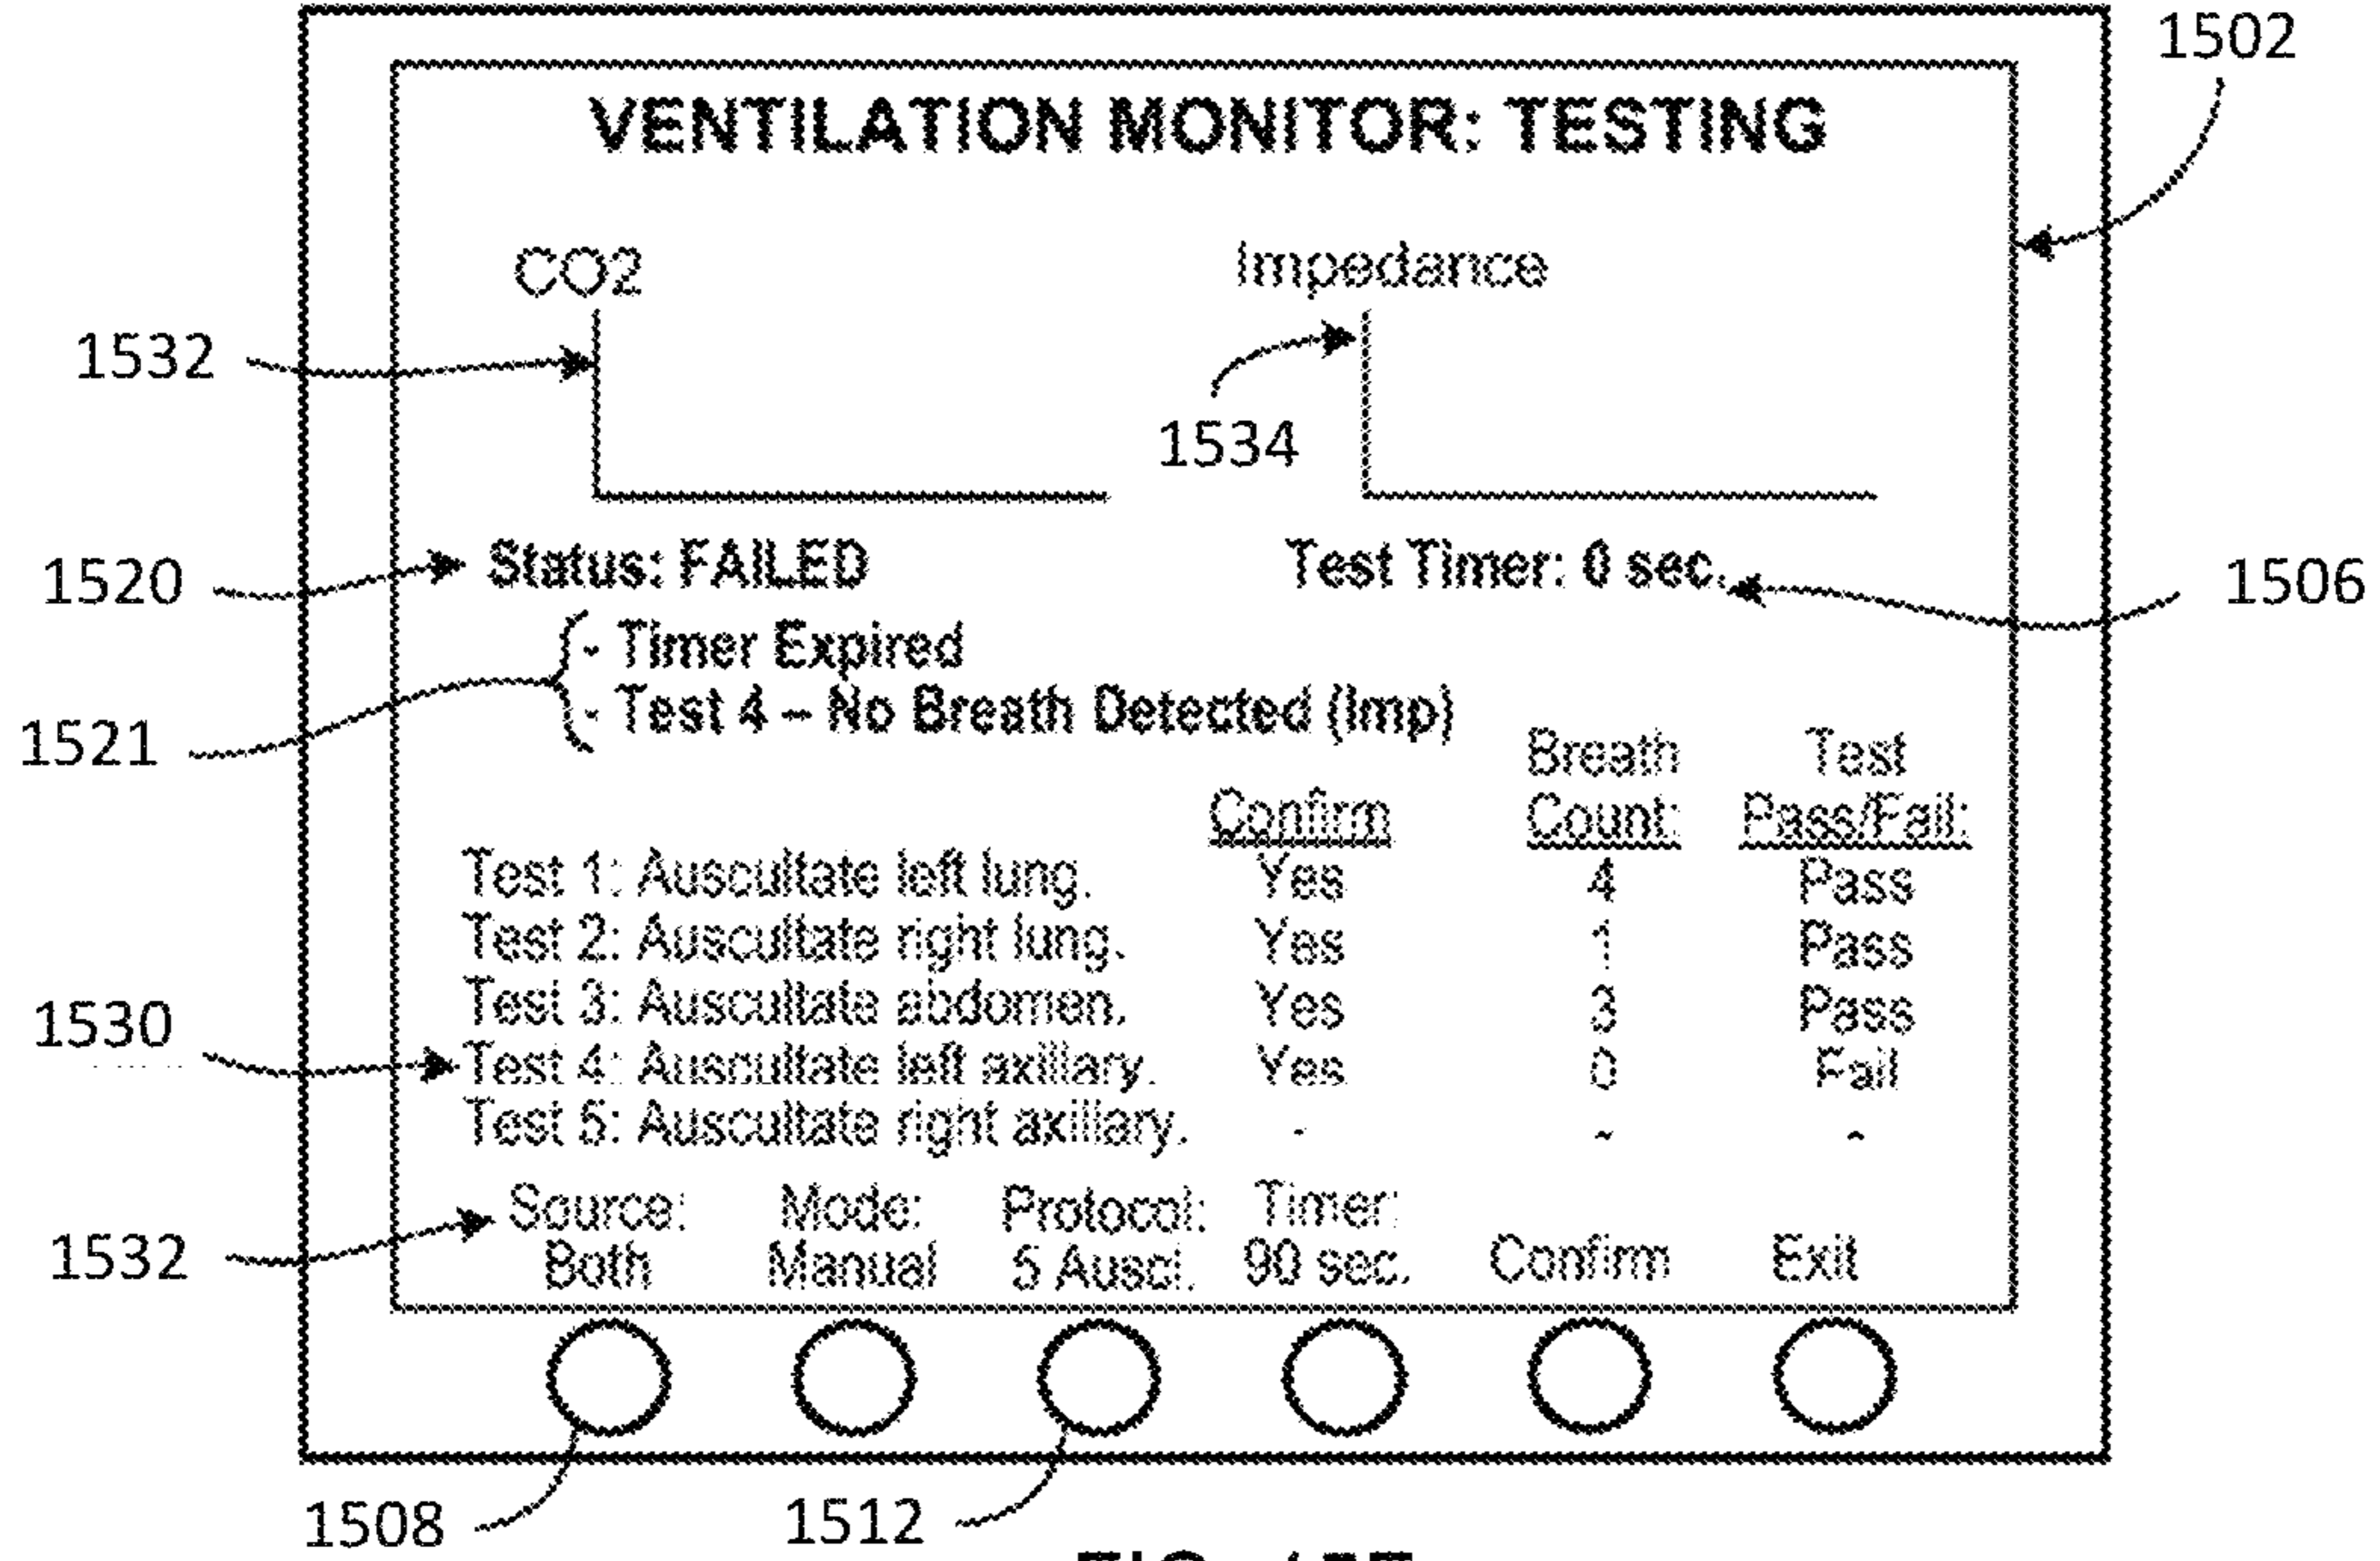 1502
VENTILATION MONITOR: TESTING
CO2
Impedance
1532
1534
1520
Status: FAILED
Test Timer: 0 sec.
1506
- Timer Expired
- Test 4 – No Breath Detected (Imp)
1521
Breath Test
Confirm Count: Pass/Fail:
Test 1: Auscultate left lung. Yes 4 Pass
Test 2: Auscultate right lung. Yes 1 Pass
Test 3: Auscultate abdomen. Yes 3 Pass
1530
Test 4: Auscultate left axillary. Yes 0 Fail
Test 5: Auscultate right axillary. - - -
Source: Mode: Protocol: Timer:
1532
Both Manual 5 Auscl. 90 sec. Confirm Exit
1508
1512